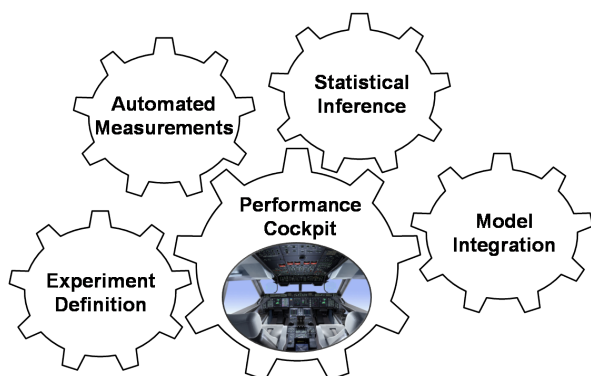 Automated
Measurements
Statistical
Inference
Performance
Cockpit
Model
Integration
Experiment
Definition